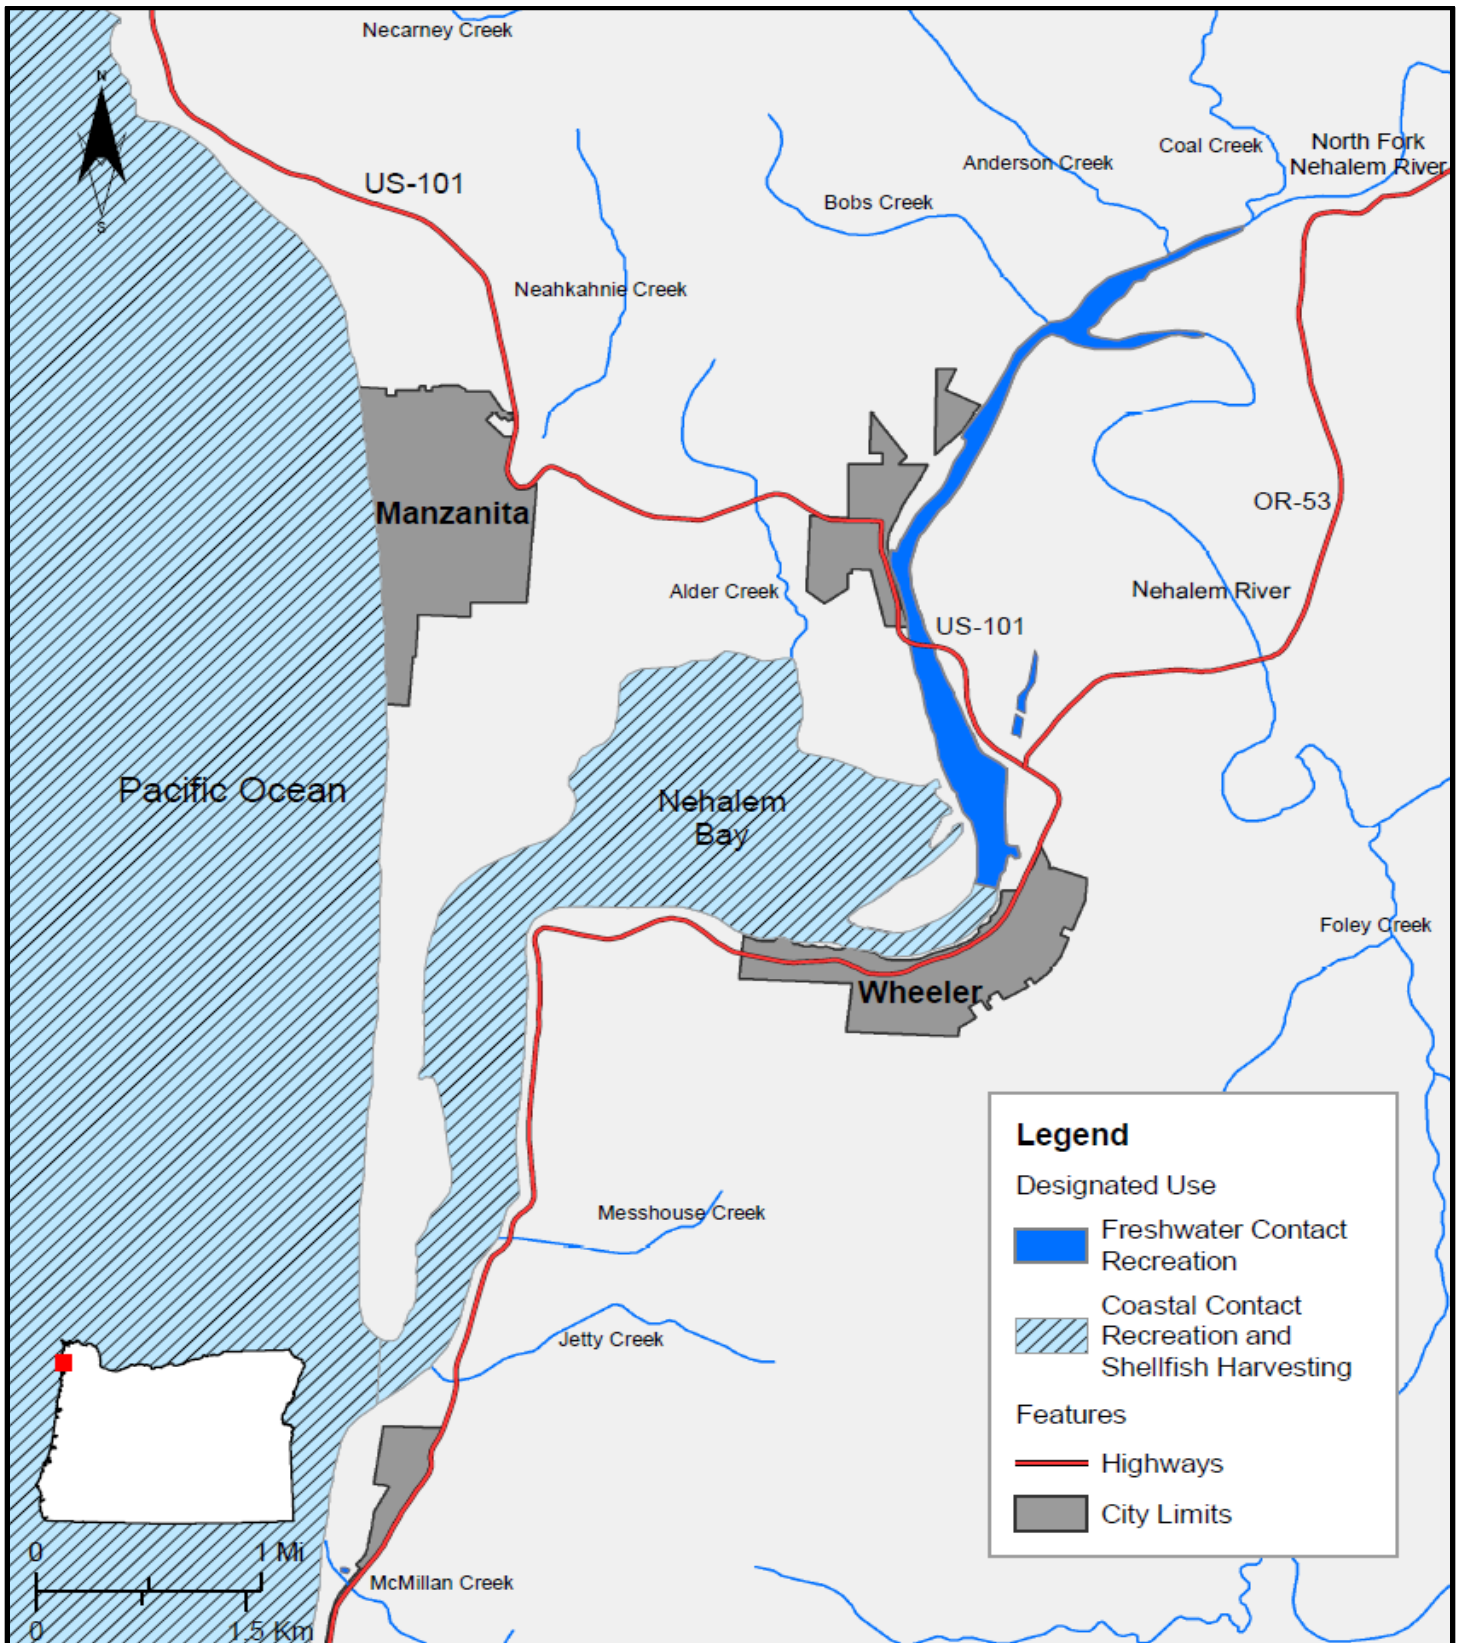 Necarney Creek
N
S
US-101
Coal Creek
North Fork
Nehalem River
Anderson Creek
Bobs Creek
Neahkahnie Creek
Manzanita
OR-53
Alder Creek
Nehalem River
US-101
Pacific Ocean
Nehalem
Bay
Foley Creek
Wheeler
Messhouse Creek
Jetty Creek
McMillan Creek
Legend
Designated Use
Freshwater Contact
Recreation
Coastal Contact
Recreation and
Shellfish Harvesting
Features
Highways
City Limits
0 1 Mi
0 1.5 Km